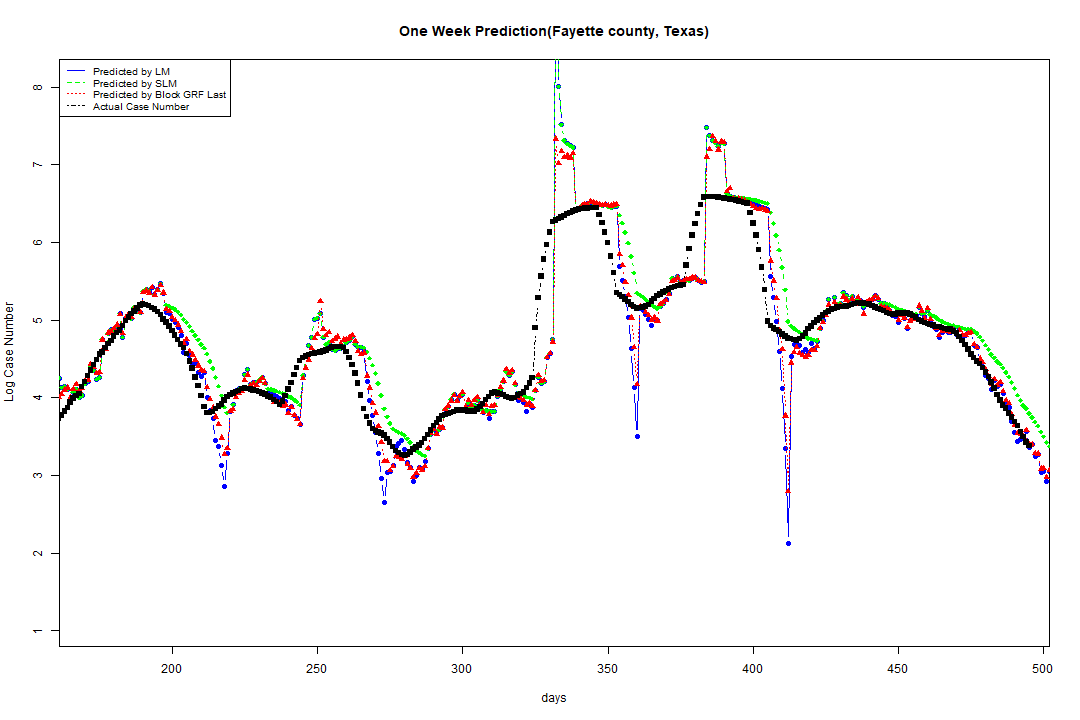 One Week Prediction(Fayette county, Texas)
Predicted by LM
Predicted by SLM
Predicted by Block GRF Last
Actual Case Number
Log Case Number
8
7
6
5
4
3
2
1
200 250 300 350 400 450 500
days